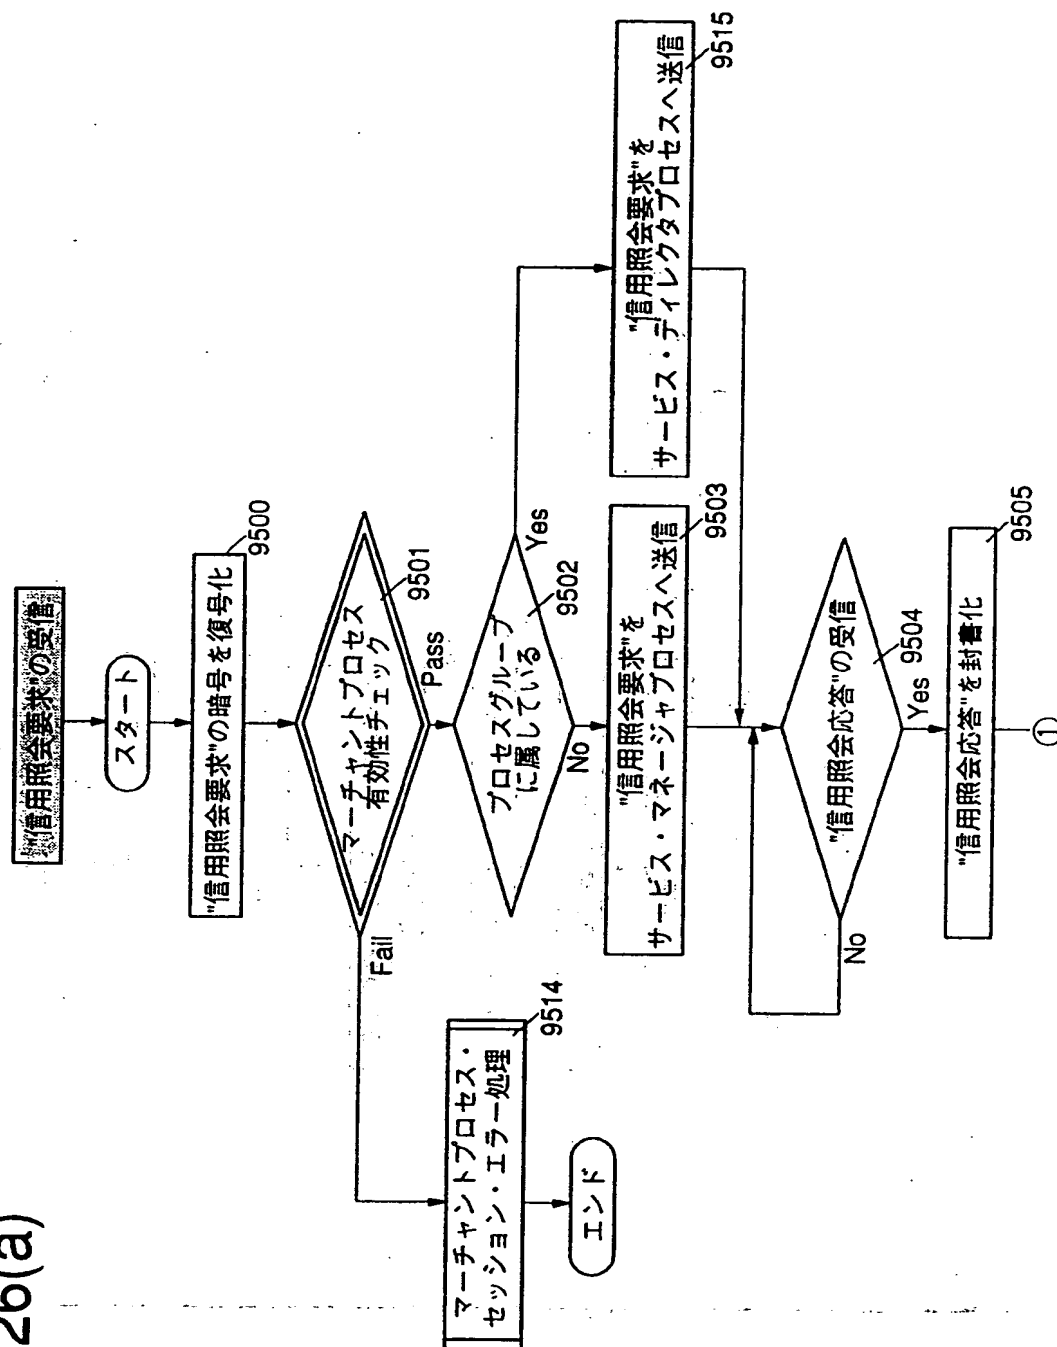 26(a)
"信用照会要求"の受信
スタート
"信用照会要求"の暗号を復号化
9500
マーチャントプロセス
有効性チェック
9501
Fail
Pass
マーチャントプロセス・
セッション・エラー処理
9514
エンド
プロセスグループ
に属している
9502
Yes
No
"信用照会要求"を
サービス・マネージャプロセスへ送信
9503
"信用照会要求"を
サービス・ディレクタプロセスへ送信
9515
"信用照会応答"の受信
9504
No
Yes
"信用照会応答"を封書化
9505
①